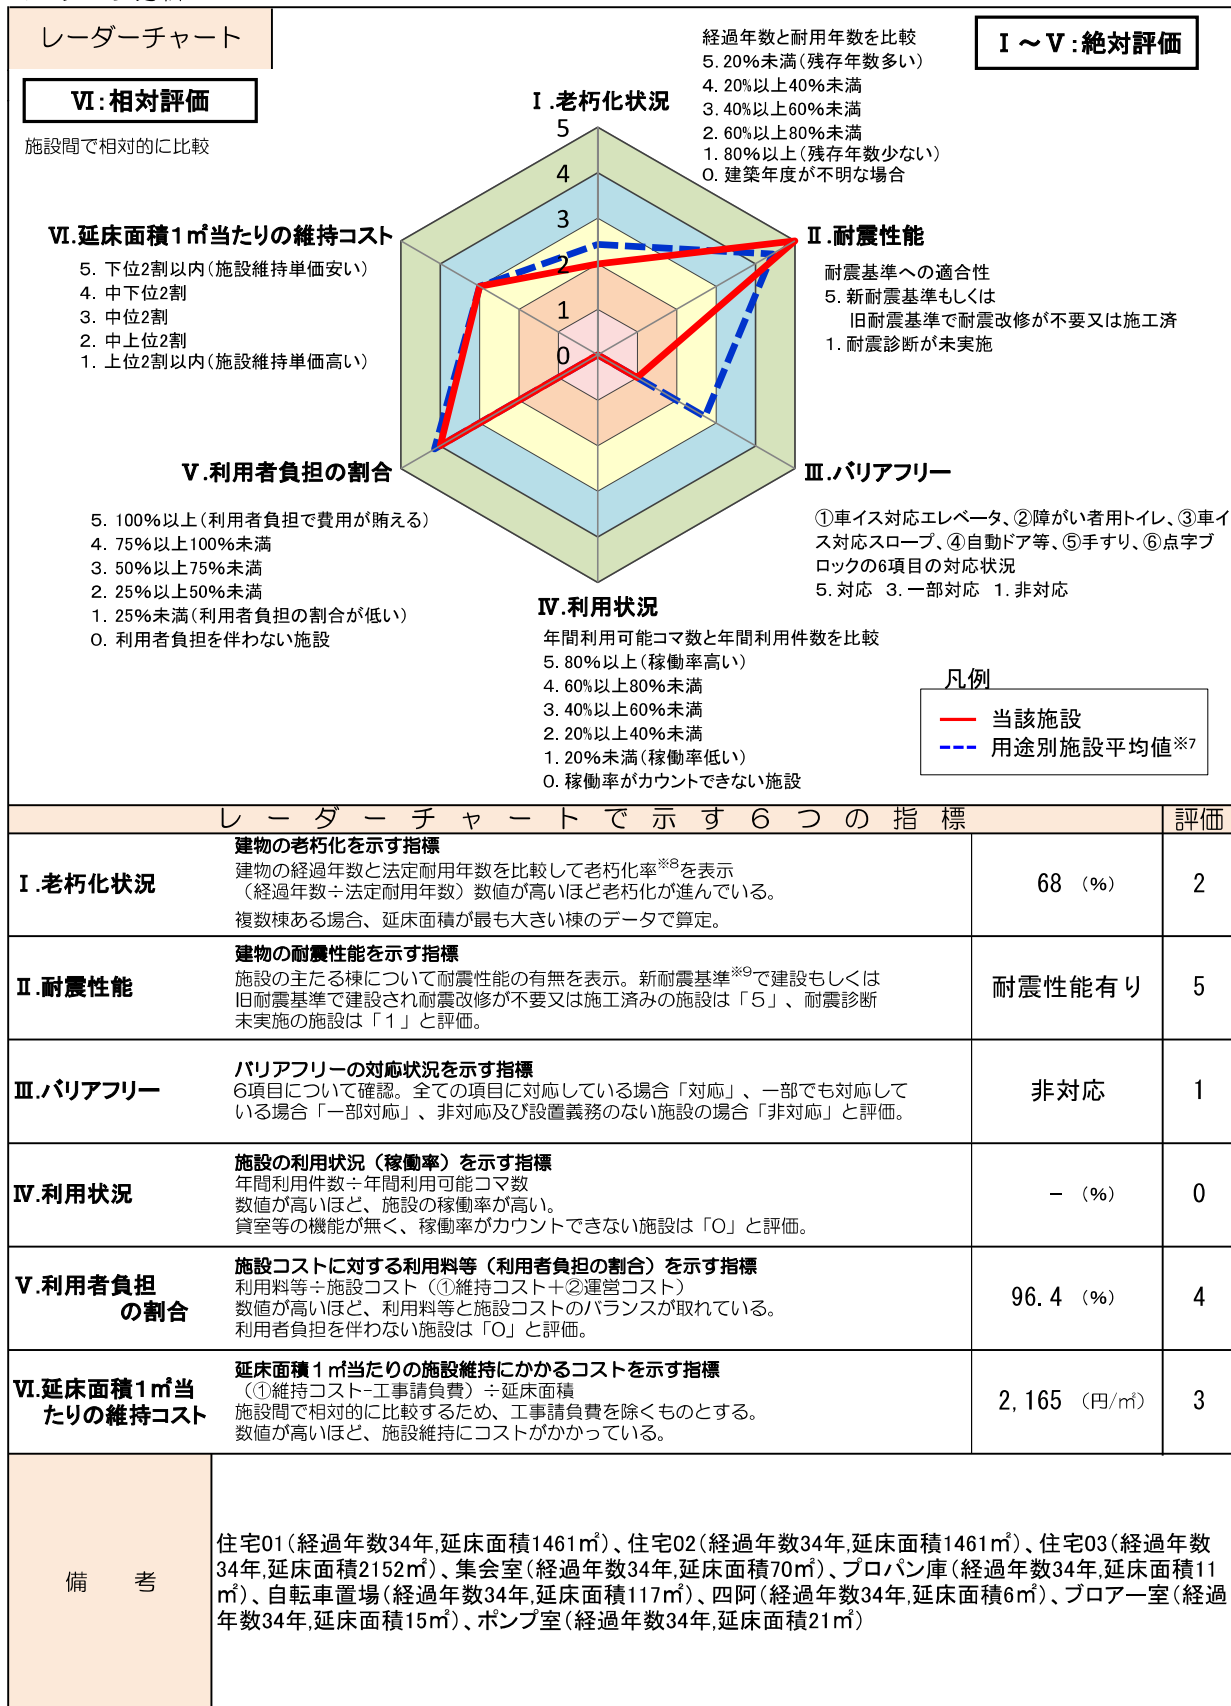 レーダーチャート
Ⅵ：相対評価
施設間で相対的に比較
Ⅰ～Ⅴ：絶対評価
経過年数と耐用年数を比較
5. 20%未満（残存年数多い）
4. 20%以上40%未満
3. 40%以上60%未満
2. 60%以上80%未満
1. 80%以上（残存年数少ない）
0. 建築年度が不明な場合
Ⅰ.老朽化状況
5
4
3
2
1
0
Ⅱ.耐震性能
耐震基準への適合性
5. 新耐震基準もしくは
旧耐震基準で耐震改修が不要又は施工済
1. 耐震診断が未実施
Ⅵ.延床面積1㎡当たりの維持コスト
5. 下位2割以内（施設維持単価安い）
4. 中下位2割
3. 中位2割
2. 中上位2割
1. 上位2割以内（施設維持単価高い）
Ⅴ.利用者負担の割合
5. 100%以上（利用者負担で費用が賄える）
4. 75%以上100%未満
3. 50%以上75%未満
2. 25%以上50%未満
1. 25%未満（利用者負担の割合が低い）
0. 利用者負担を伴わない施設
Ⅲ.バリアフリー
①車イス対応エレベータ、②障がい者用トイレ、③車イ
ス対応スロープ、④自動ドア等、⑤手すり、⑥点字ブ
ロックの6項目の対応状況
5. 対応 3. 一部対応 1. 非対応
Ⅳ.利用状況
年間利用可能コマ数と年間利用件数を比較
5. 80%以上（稼働率高い）
4. 60%以上80%未満
3. 40%以上60%未満
2. 20%以上40%未満
1. 20%未満（稼働率低い）
0. 稼働率がカウントできない施設
凡例
当該施設
用途別施設平均値※7
レーダーチャートで示す６つの指標 評価
Ⅰ.老朽化状況
建物の老朽化を示す指標
建物の経過年数と法定耐用年数を比較して老朽化率※8を表示
（経過年数÷法定耐用年数）数値が高いほど老朽化が進んでいる。
複数棟ある場合、延床面積が最も大きい棟のデータで算定。
68 （%） 2
Ⅱ.耐震性能
建物の耐震性能を示す指標
施設の主たる棟について耐震性能の有無を表示。新耐震基準※9で建設もしくは
旧耐震基準で建設され耐震改修が不要又は施工済みの施設は「５」、耐震診断
未実施の施設は「１」と評価。
耐震性能有り 5
Ⅲ.バリアフリー
バリアフリーの対応状況を示す指標
6項目について確認。全ての項目に対応している場合「対応」、一部でも対応して
いる場合「一部対応」、非対応及び設置義務のない施設の場合「非対応」と評価。
非対応 1
Ⅳ.利用状況
施設の利用状況（稼働率）を示す指標
年間利用件数÷年間利用可能コマ数
数値が高いほど、施設の稼働率が高い。
貸室等の機能が無く、稼働率がカウントできない施設は「０」と評価。
－ （%） 0
Ⅴ.利用者負担
の割合
施設コストに対する利用料等（利用者負担の割合）を示す指標
利用料等÷施設コスト（①維持コスト＋②運営コスト）
数値が高いほど、利用料等と施設コストのバランスが取れている。
利用者負担を伴わない施設は「０」と評価。
96.4 （%） 4
Ⅵ.延床面積1㎡当
たりの維持コスト
延床面積１㎡当たりの施設維持にかかるコストを示す指標
（①維持コスト-工事請負費）÷延床面積
施設間で相対的に比較するため、工事請負費を除くものとする。
数値が高いほど、施設維持にコストがかかっている。
2,165 （円/㎡） 3
備 考
住宅01（経過年数34年,延床面積1461㎡）、住宅02（経過年数34年,延床面積1461㎡）、住宅03（経過年数
34年,延床面積2152㎡）、集会室（経過年数34年,延床面積70㎡）、プロパン庫（経過年数34年,延床面積11
㎡）、自転車置場（経過年数34年,延床面積117㎡）、四阿（経過年数34年,延床面積6㎡）、ブロアー室（経過
年数34年,延床面積15㎡）、ポンプ室（経過年数34年,延床面積21㎡）